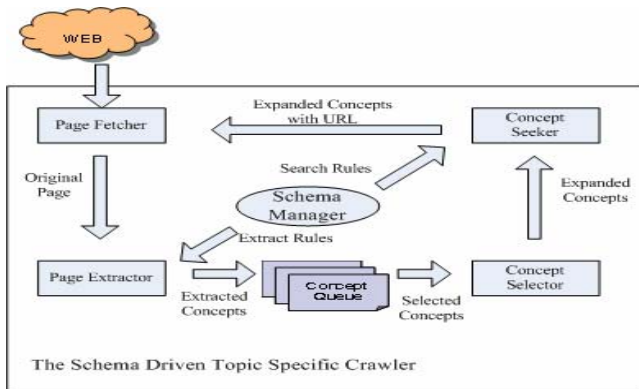 WEB
Page Fetcher
Expanded Concepts
with URL
Concept
Seeker
Original
Page
Search Rules
Expanded
Concepts
Schema
Manager
Extract Rules
Page Extractor
Extracted
Concepts
Concept
Queue
Selected
Concepts
Concept
Selector
The Schema Driven Topic Specific Crawler